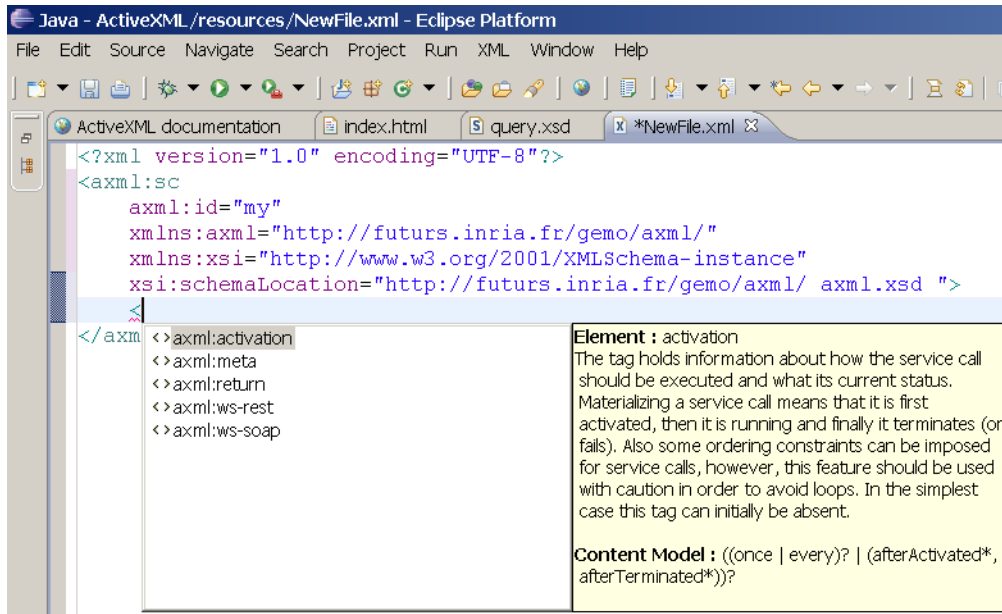 Java - ActiveXML/resources/NewFile.xml - Eclipse Platform
File Edit Source Navigate Search Project Run XML Window Help
ActiveXML documentation index.html query.xsd *NewFile.xml
<?xml version="1.0" encoding="UTF-8"?>
<axml:sc
axml:id="my"
xmlns:axml="http://futurs.inria.fr/gemo/axml/"
xmlns:xsi="http://www.w3.org/2001/XMLSchema-instance"
xsi:schemaLocation="http://futurs.inria.fr/gemo/axml/ axml.xsd ">
<
</axm
axml:activation
axml:meta
axml:return
axml:ws-rest
axml:ws-soap
Element : activation
The tag holds information about how the service call
should be executed and what its current status.
Materializing a service call means that it is first
activated, then it is running and finally it terminates (or
fails). Also some ordering constraints can be imposed
for service calls, however, this feature should be used
with caution in order to avoid loops. In the simplest
case this tag can initially be absent.
Content Model : ((once | every)? | (afterActivated*,
afterTerminated*))?